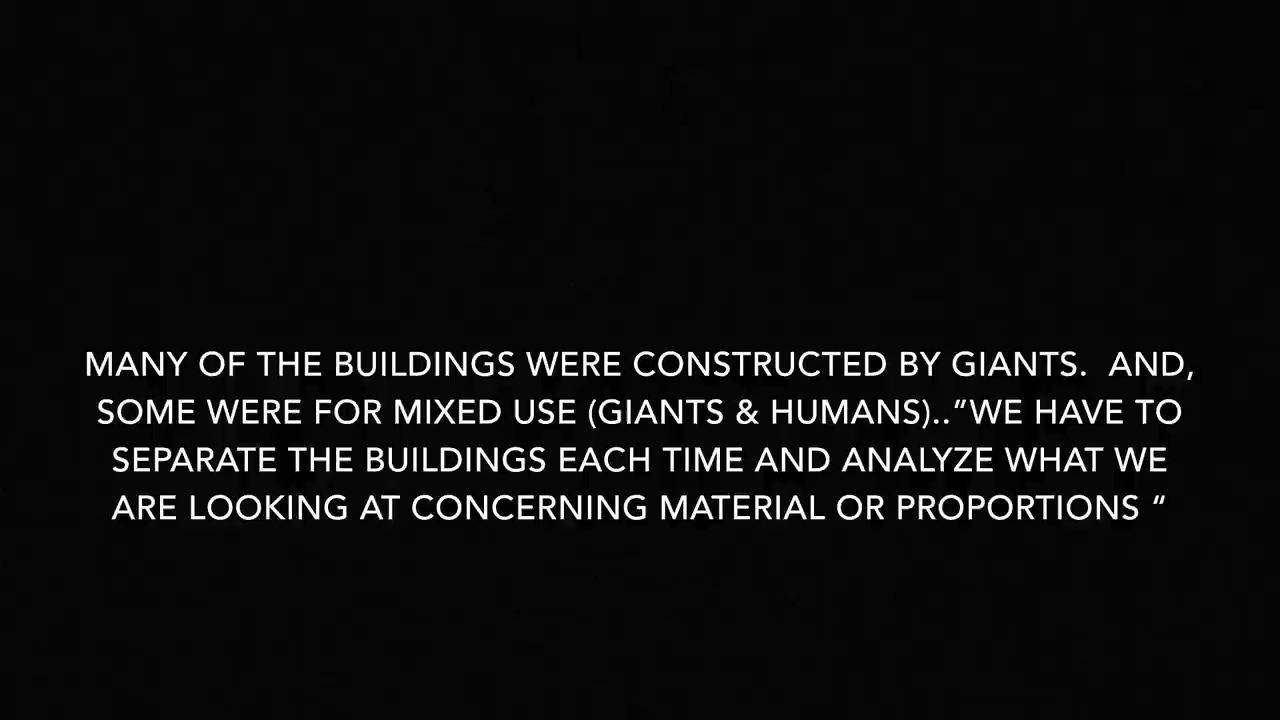 MANY OF THE BUILDINGS WERE CONSTRUCTED BY GIANTS.  AND,
SOME WERE FOR MIXED USE (GIANTS & HUMANS)..”WE HAVE TO
SEPARATE THE BUILDINGS EACH TIME AND ANALYZE WHAT WE
ARE LOOKING AT CONCERNING MATERIAL OR PROPORTIONS “